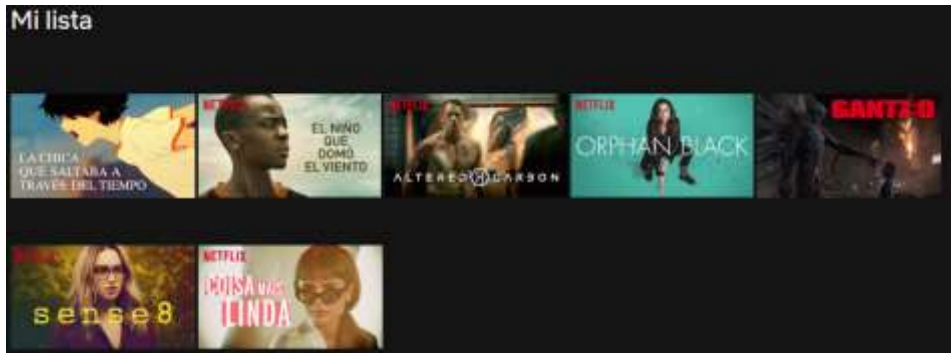 Mi lista
LA CHICA
QUE SALTABA A
TRAVÉS DEL TIEMPO
NETFLIX
EL NIÑO
QUE
DOMÓ
EL VIENTO
NETFLIX
ALTERED CARBON
NETFLIX
ORPHAN BLACK
GANTZ:O
NETFLIX
sense8
NETFLIX
COISA MAIS
LINDA